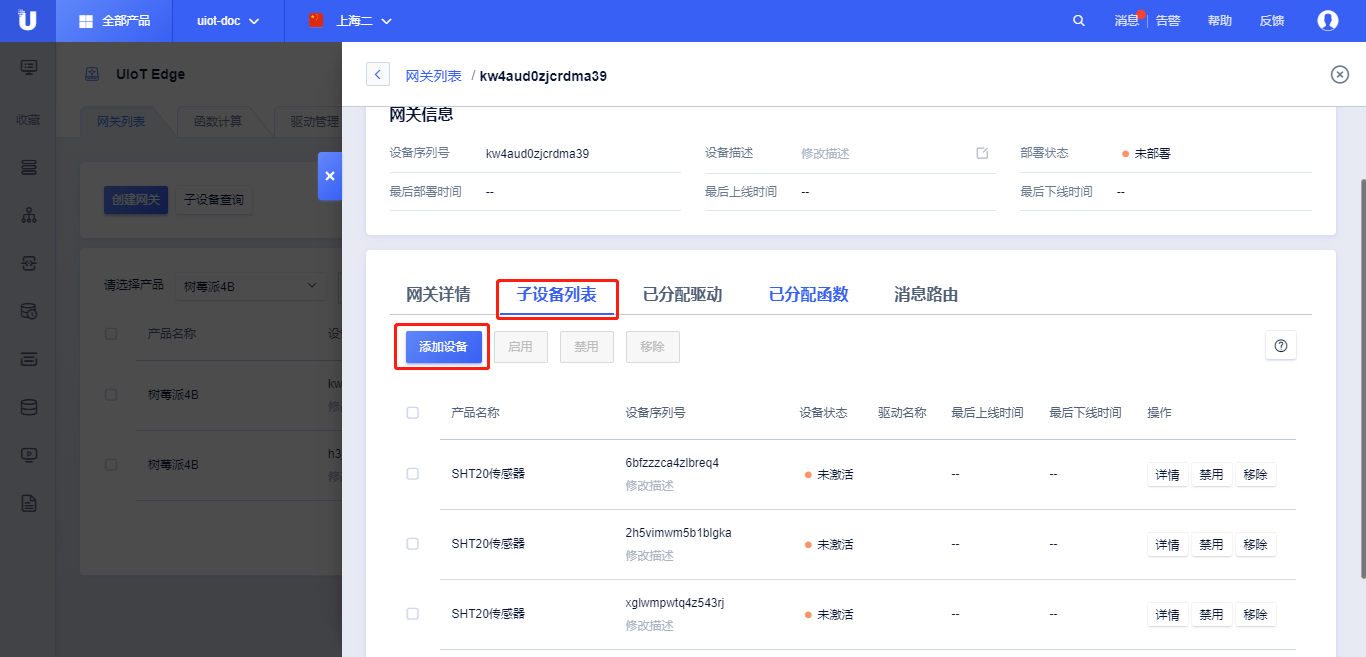 全部产品
uiot-doc
上海二
消息
告警
帮助
反馈
收藏
UIoT Edge
网关列表
函数计算
驱动管理
创建网关
子设备查询
请选择产品
树莓派4B
产品名称
设
树莓派4B
kw
修
树莓派4B
h3
修
网关列表 / kw4aud0zjcrdma39
网关信息
设备序列号 kw4aud0zjcrdma39
设备描述 修改描述
部署状态 未部署
最后部署时间 --
最后上线时间 --
最后下线时间 --
网关详情
子设备列表
已分配驱动
已分配函数
消息路由
添加设备
启用
禁用
移除
产品名称 设备序列号 设备状态 驱动名称 最后上线时间 最后下线时间 操作
SHT20传感器 6bfzzzca4zlbreq4 未激活 -- -- 详情 禁用 移除
修改描述
SHT20传感器 2h5vimwm5b1blgka 未激活 -- -- 详情 禁用 移除
修改描述
SHT20传感器 xglwmpwtq4z543rj 未激活 -- -- 详情 禁用 移除
修改描述